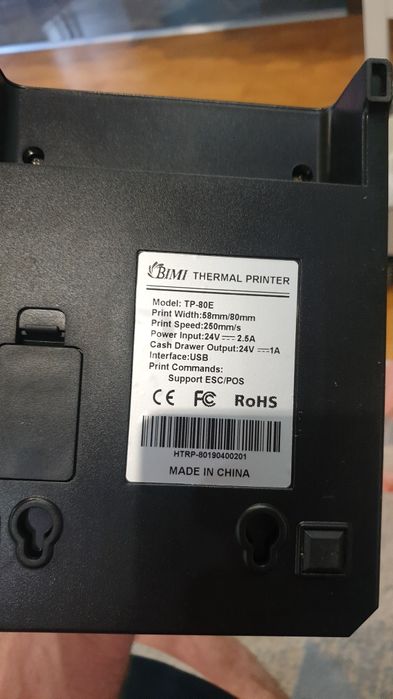 BIMI THERMAL PRINTER
Model: TP-80E
Print Width:58mm/80mm
Print Speed:250mm/s
Power Input:24V⎓2.5A
Cash Drawer Output:24V⎓1A
Interface:USB
Print Commands:
Support ESC/POS
CE FC RoHS
HTRP-80190400201
MADE IN CHINA